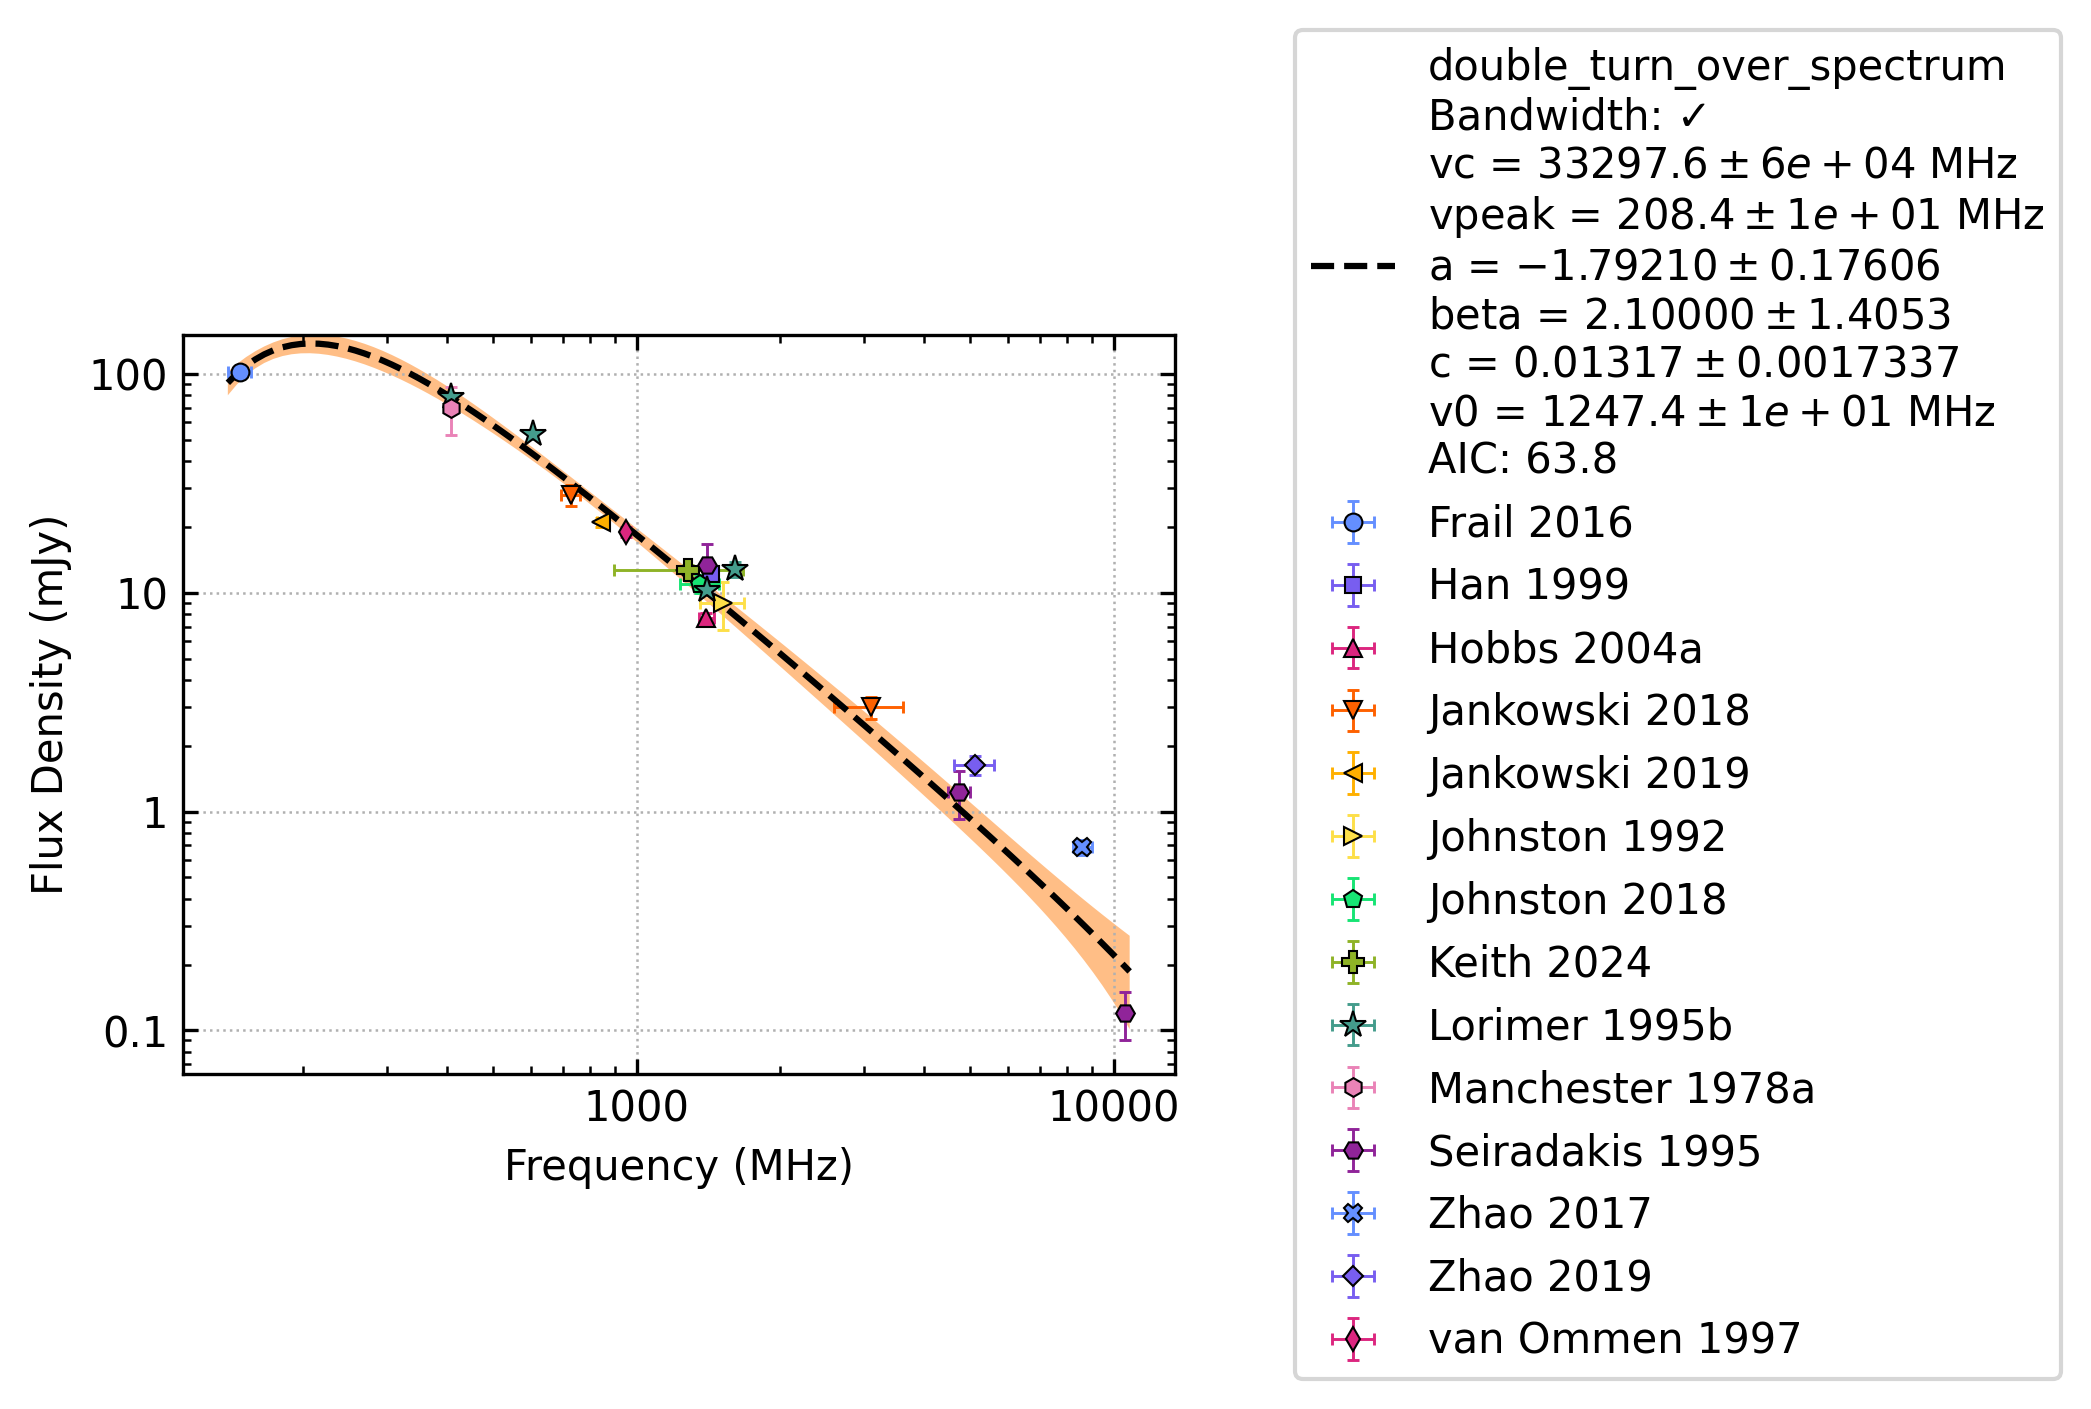 100
10
1
0.1
Flux Density (mJy)
1000
10000
Frequency (MHz)
double_turn_over_spectrum
Bandwidth: ✓
vc = 33297.6 ± 6e + 04 MHz
vpeak = 208.4 ± 1e + 01 MHz
a = −1.79210 ± 0.17606
beta = 2.10000 ± 1.4053
c = 0.01317 ± 0.0017337
v0 = 1247.4 ± 1e + 01 MHz
AIC: 63.8
Frail 2016
Han 1999
Hobbs 2004a
Jankowski 2018
Jankowski 2019
Johnston 1992
Johnston 2018
Keith 2024
Lorimer 1995b
Manchester 1978a
Seiradakis 1995
Zhao 2017
Zhao 2019
van Ommen 1997